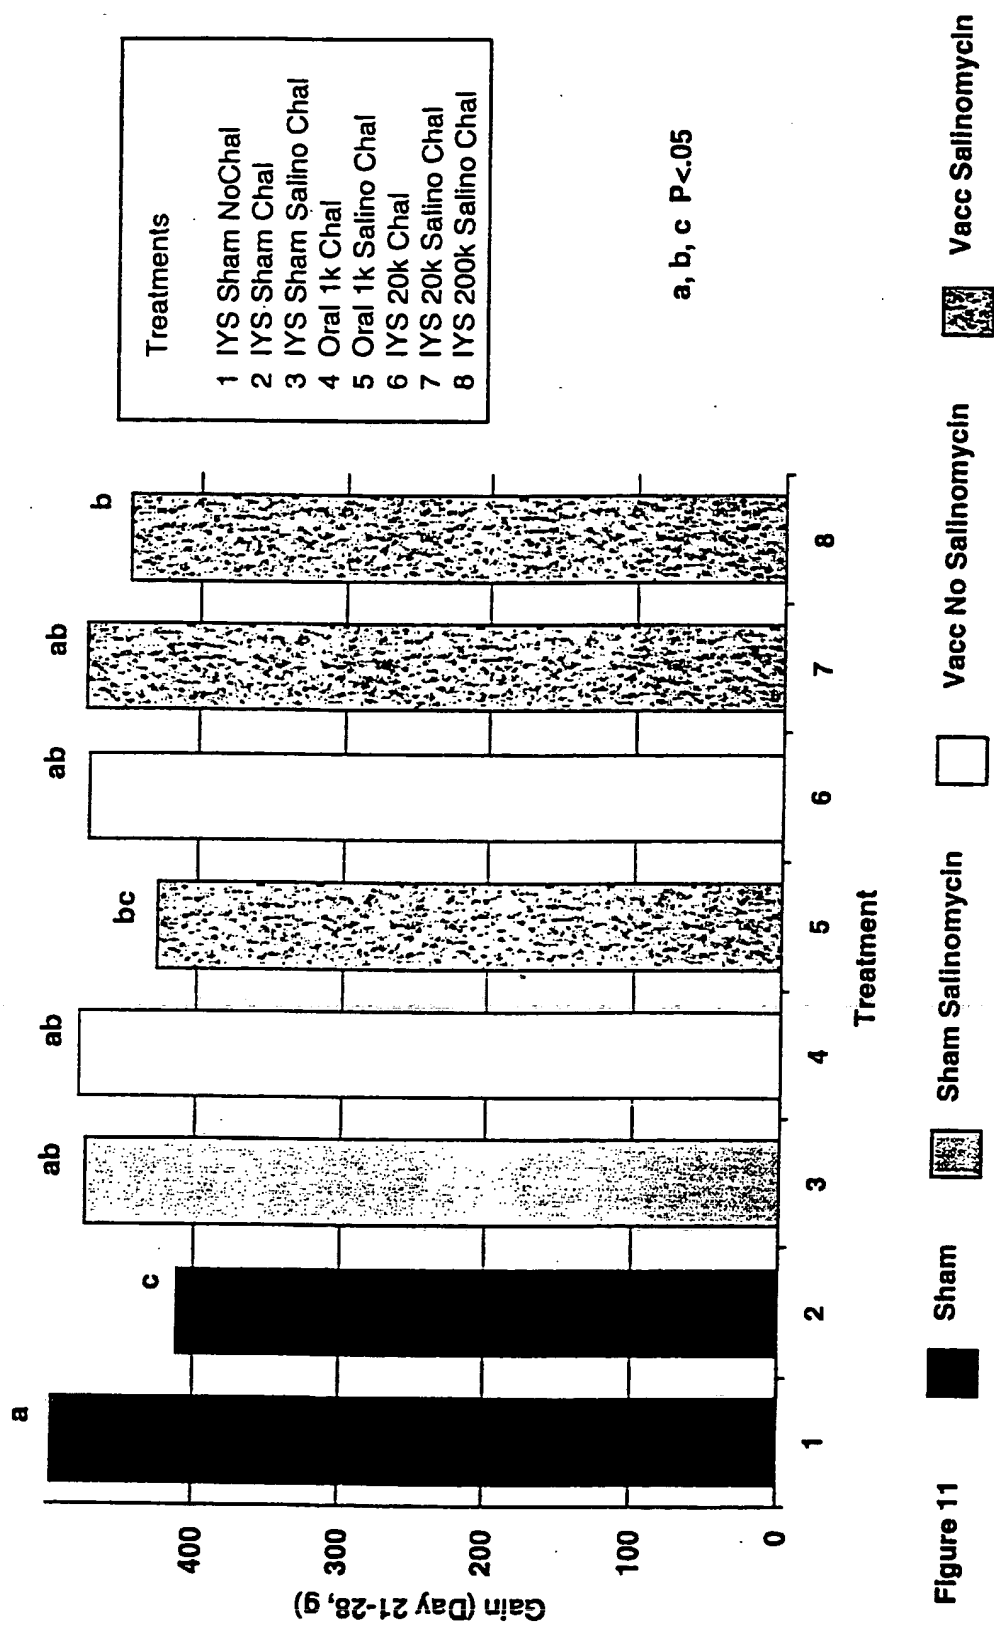 Gain (Day 21-28, g)
400
300
200
100
0
a
c
ab
ab
bc
ab
ab
b
1
2
3
4
5
6
7
8
Treatment
Treatments
1 IYS Sham NoChal
2 IYS Sham Chal
3 IYS Sham Salino Chal
4 Oral 1k Chal
5 Oral 1k Salino Chal
6 IYS 20k Chal
7 IYS 20k Salino Chal
8 IYS 200k Salino Chal
a, b, c P<.05
Figure 11
Sham
Sham Salinomycin
Vacc No Salinomycin
Vacc Salinomycin